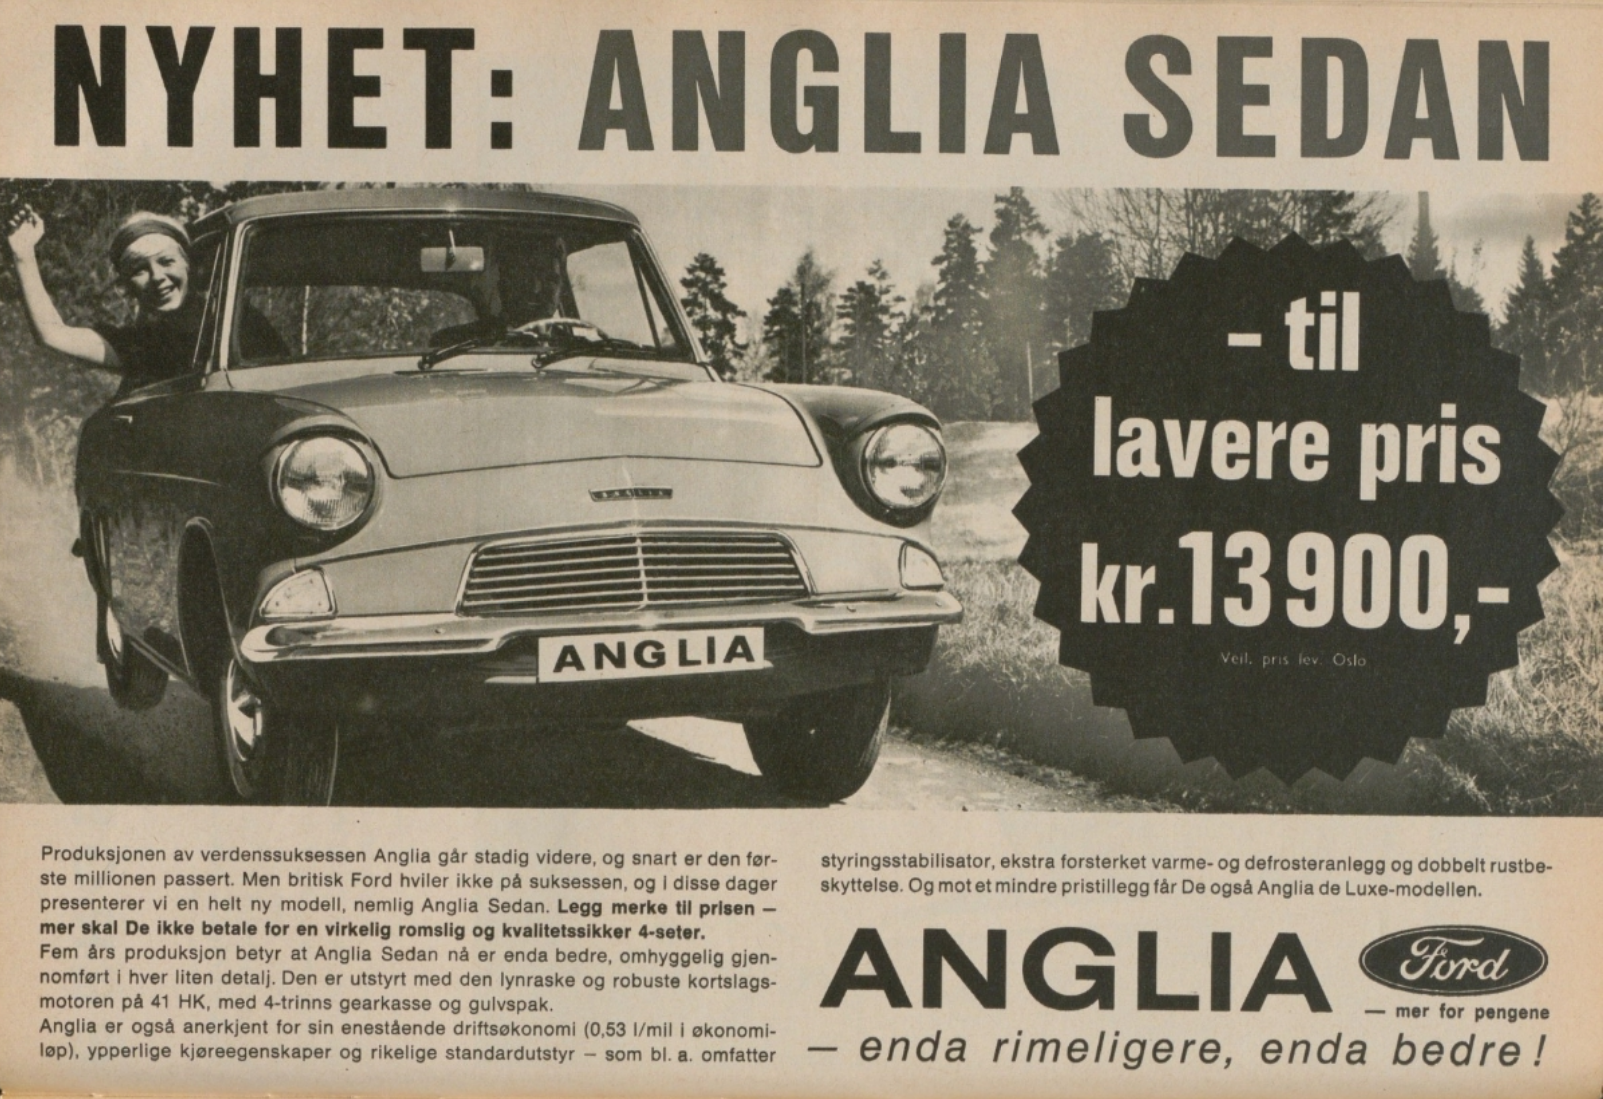 NYHET: ANGLIA SEDAN
– til
lavere pris
kr. 13 900,-
Veil. pris lev. Oslo
ANGLIA
ANGLIA
Produksjonen av verdenssuksessen Anglia går stadig videre, og snart er den før-
ste millionen passert. Men britisk Ford hviler ikke på suksessen, og i disse dager
presenterer vi en helt ny modell, nemlig Anglia Sedan. Legg merke til prisen —
mer skal De ikke betale for en virkelig romslig og kvalitetssikker 4-seter.
Fem års produksjon betyr at Anglia Sedan nå er enda bedre, omhyggelig gjen-
nomført i hver liten detalj. Den er utstyrt med den lynraske og robuste kortslags-
motoren på 41 HK, med 4-trinns gearkasse og gulvspak.
Anglia er også anerkjent for sin enestående driftsøkonomi (0,53 l/mil i økonomi-
løp), ypperlige kjøreegenskaper og rikelige standardutstyr – som bl. a. omfatter
styringsstabilisator, ekstra forsterket varme- og defrosteranlegg og dobbelt rustbe-
skyttelse. Og mot et mindre pristillegg får De også Anglia de Luxe-modellen.
ANGLIA Ford
— mer for pengene
— enda rimeligere, enda bedre!